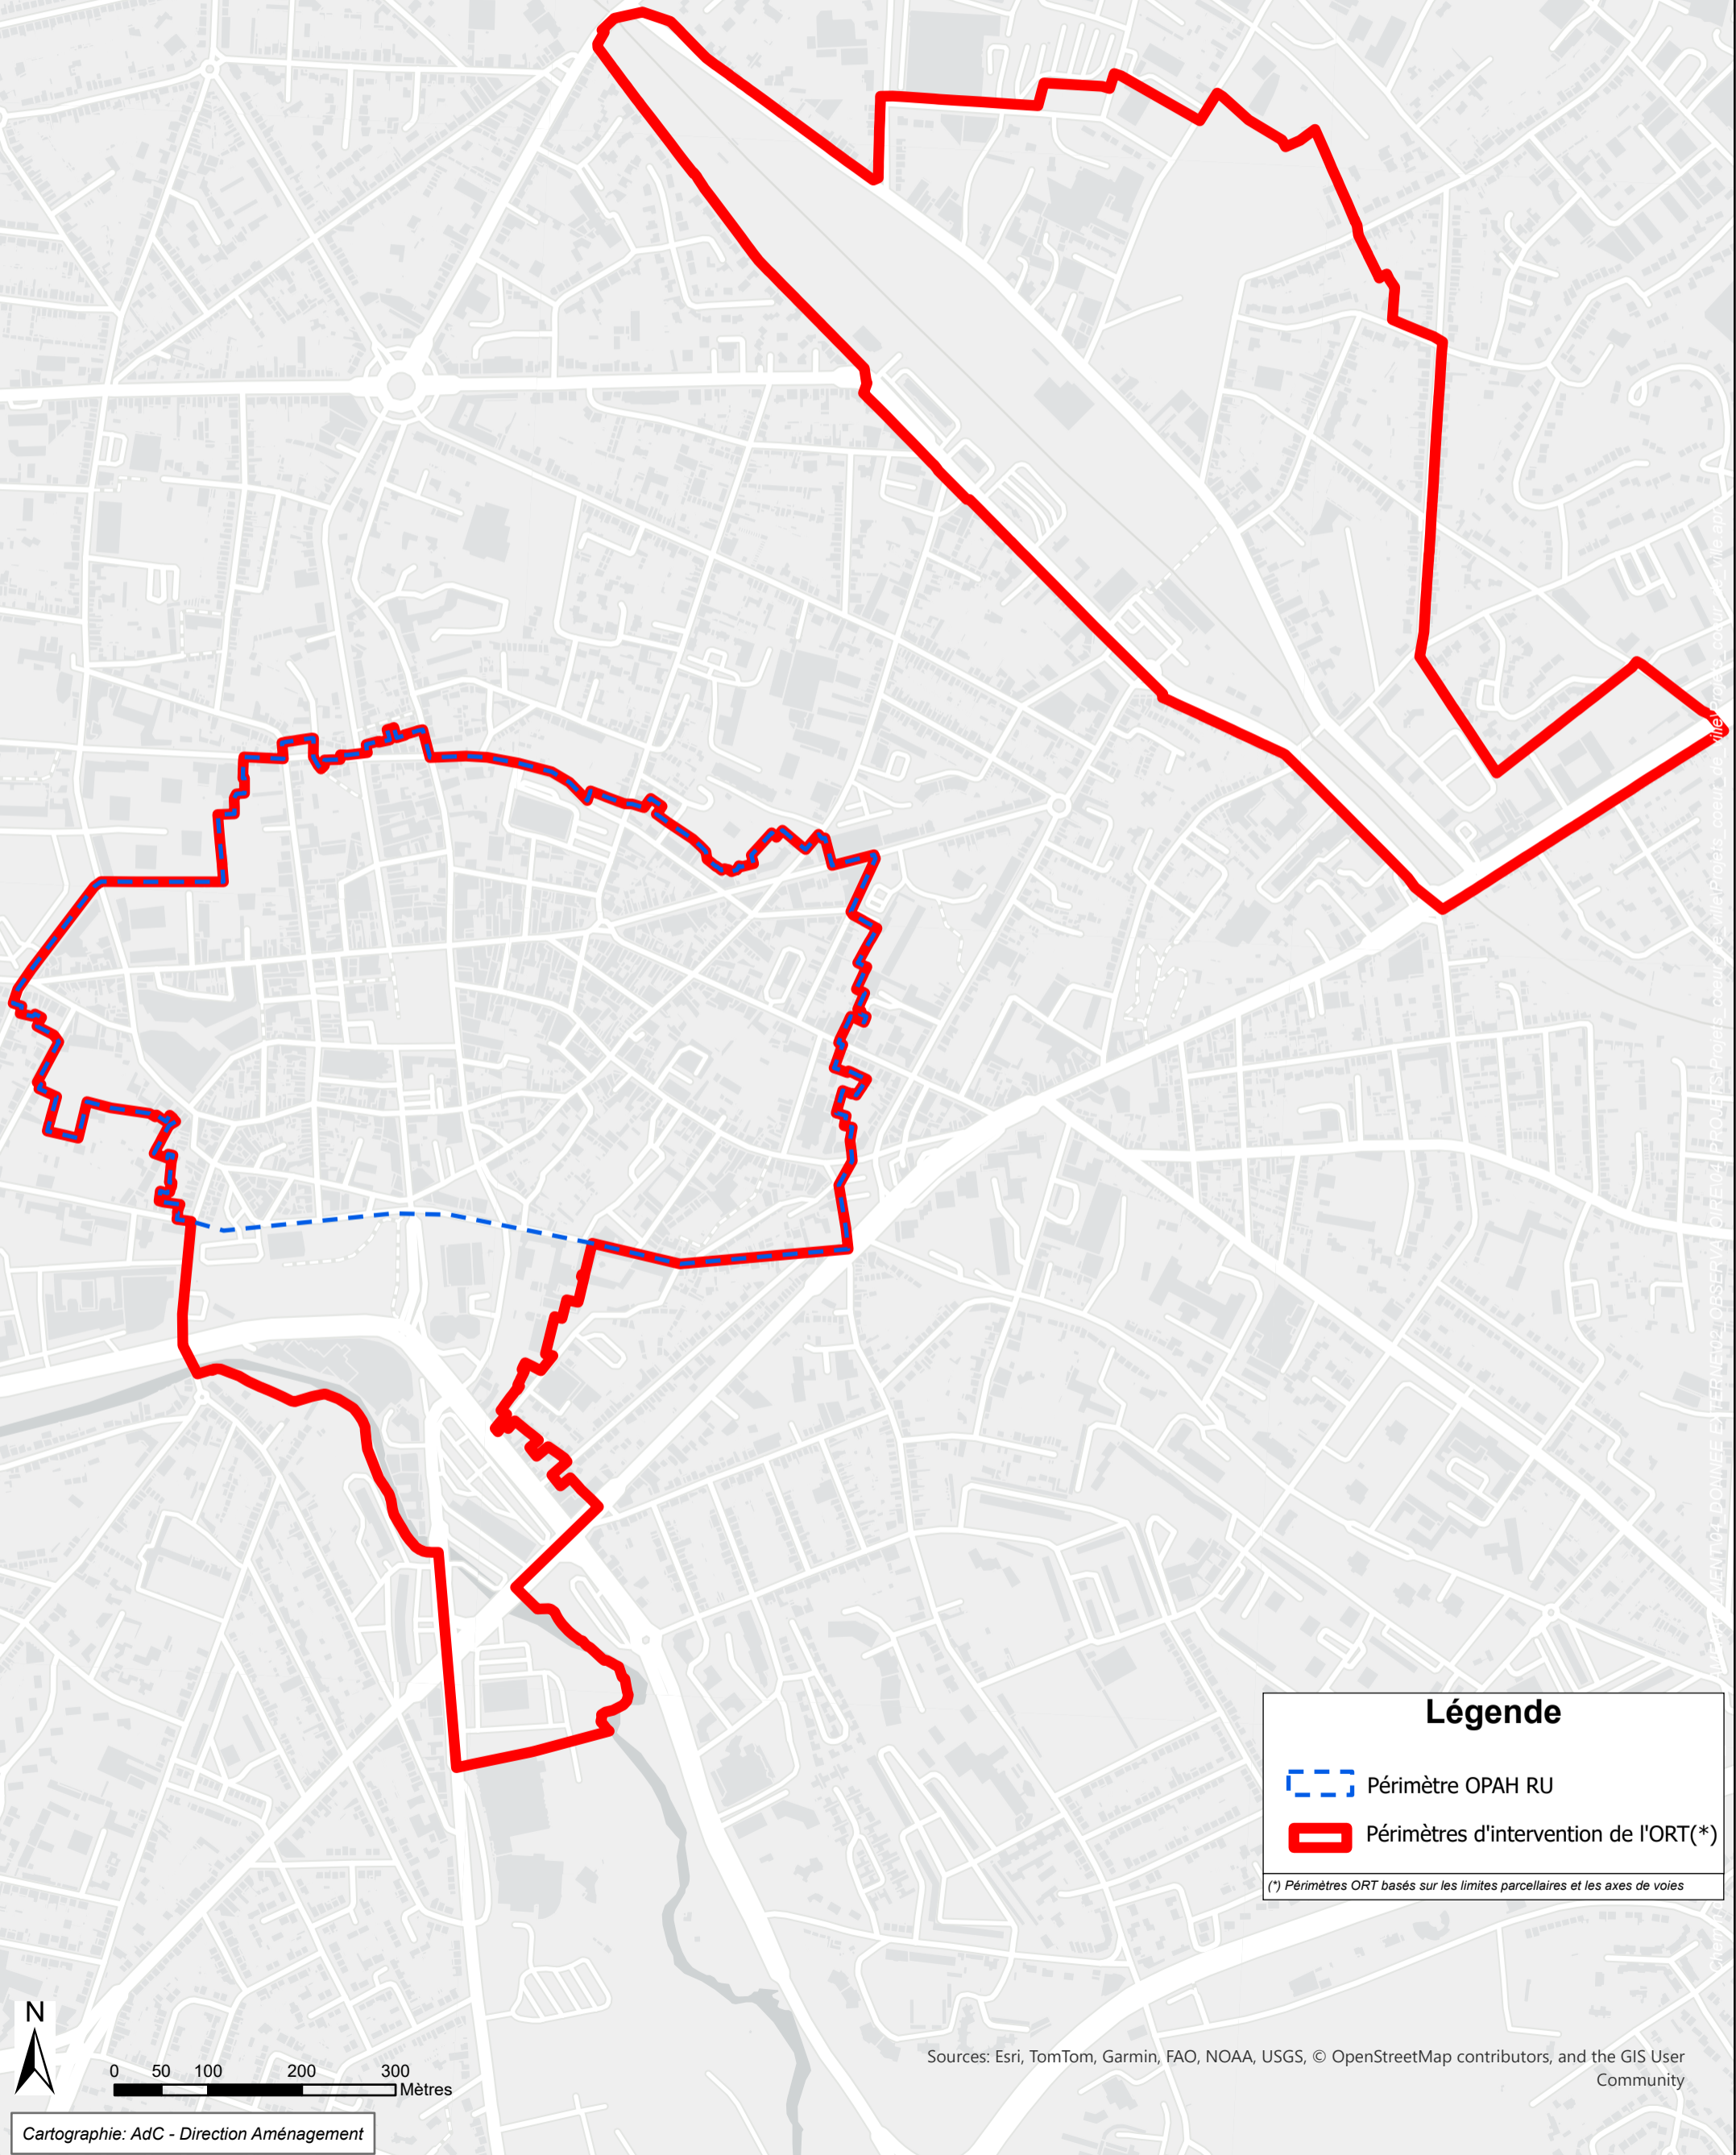 Légende
Périmètre OPAH RU
Périmètres d'intervention de l'ORT(*)
(*) Périmètres ORT basés sur les limites parcellaires et les axes de voies
N
0 50 100 200 300
Mètres
Sources: Esri, TomTom, Garmin, FAO, NOAA, USGS, © OpenStreetMap contributors, and the GIS User
Community
Cartographie: AdC - Direction Aménagement